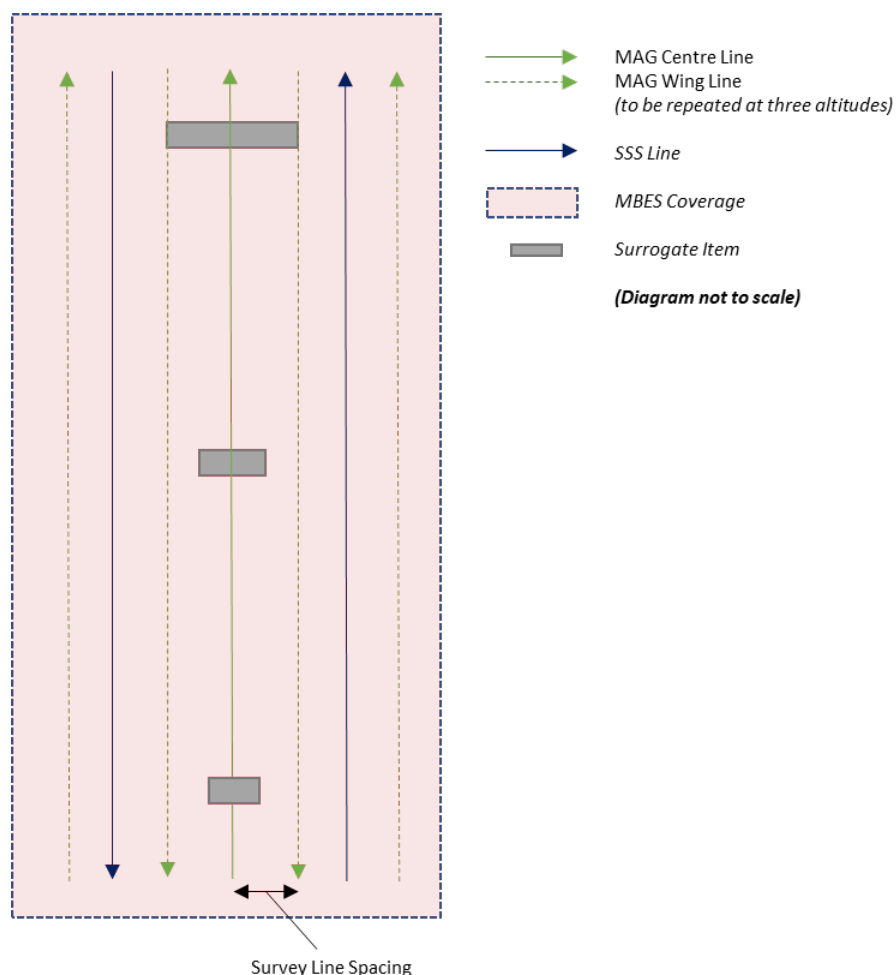 MAG Centre Line
MAG Wing Line
(to be repeated at three altitudes)
SSS Line
MBES Coverage
Surrogate Item
(Diagram not to scale)
Survey Line Spacing